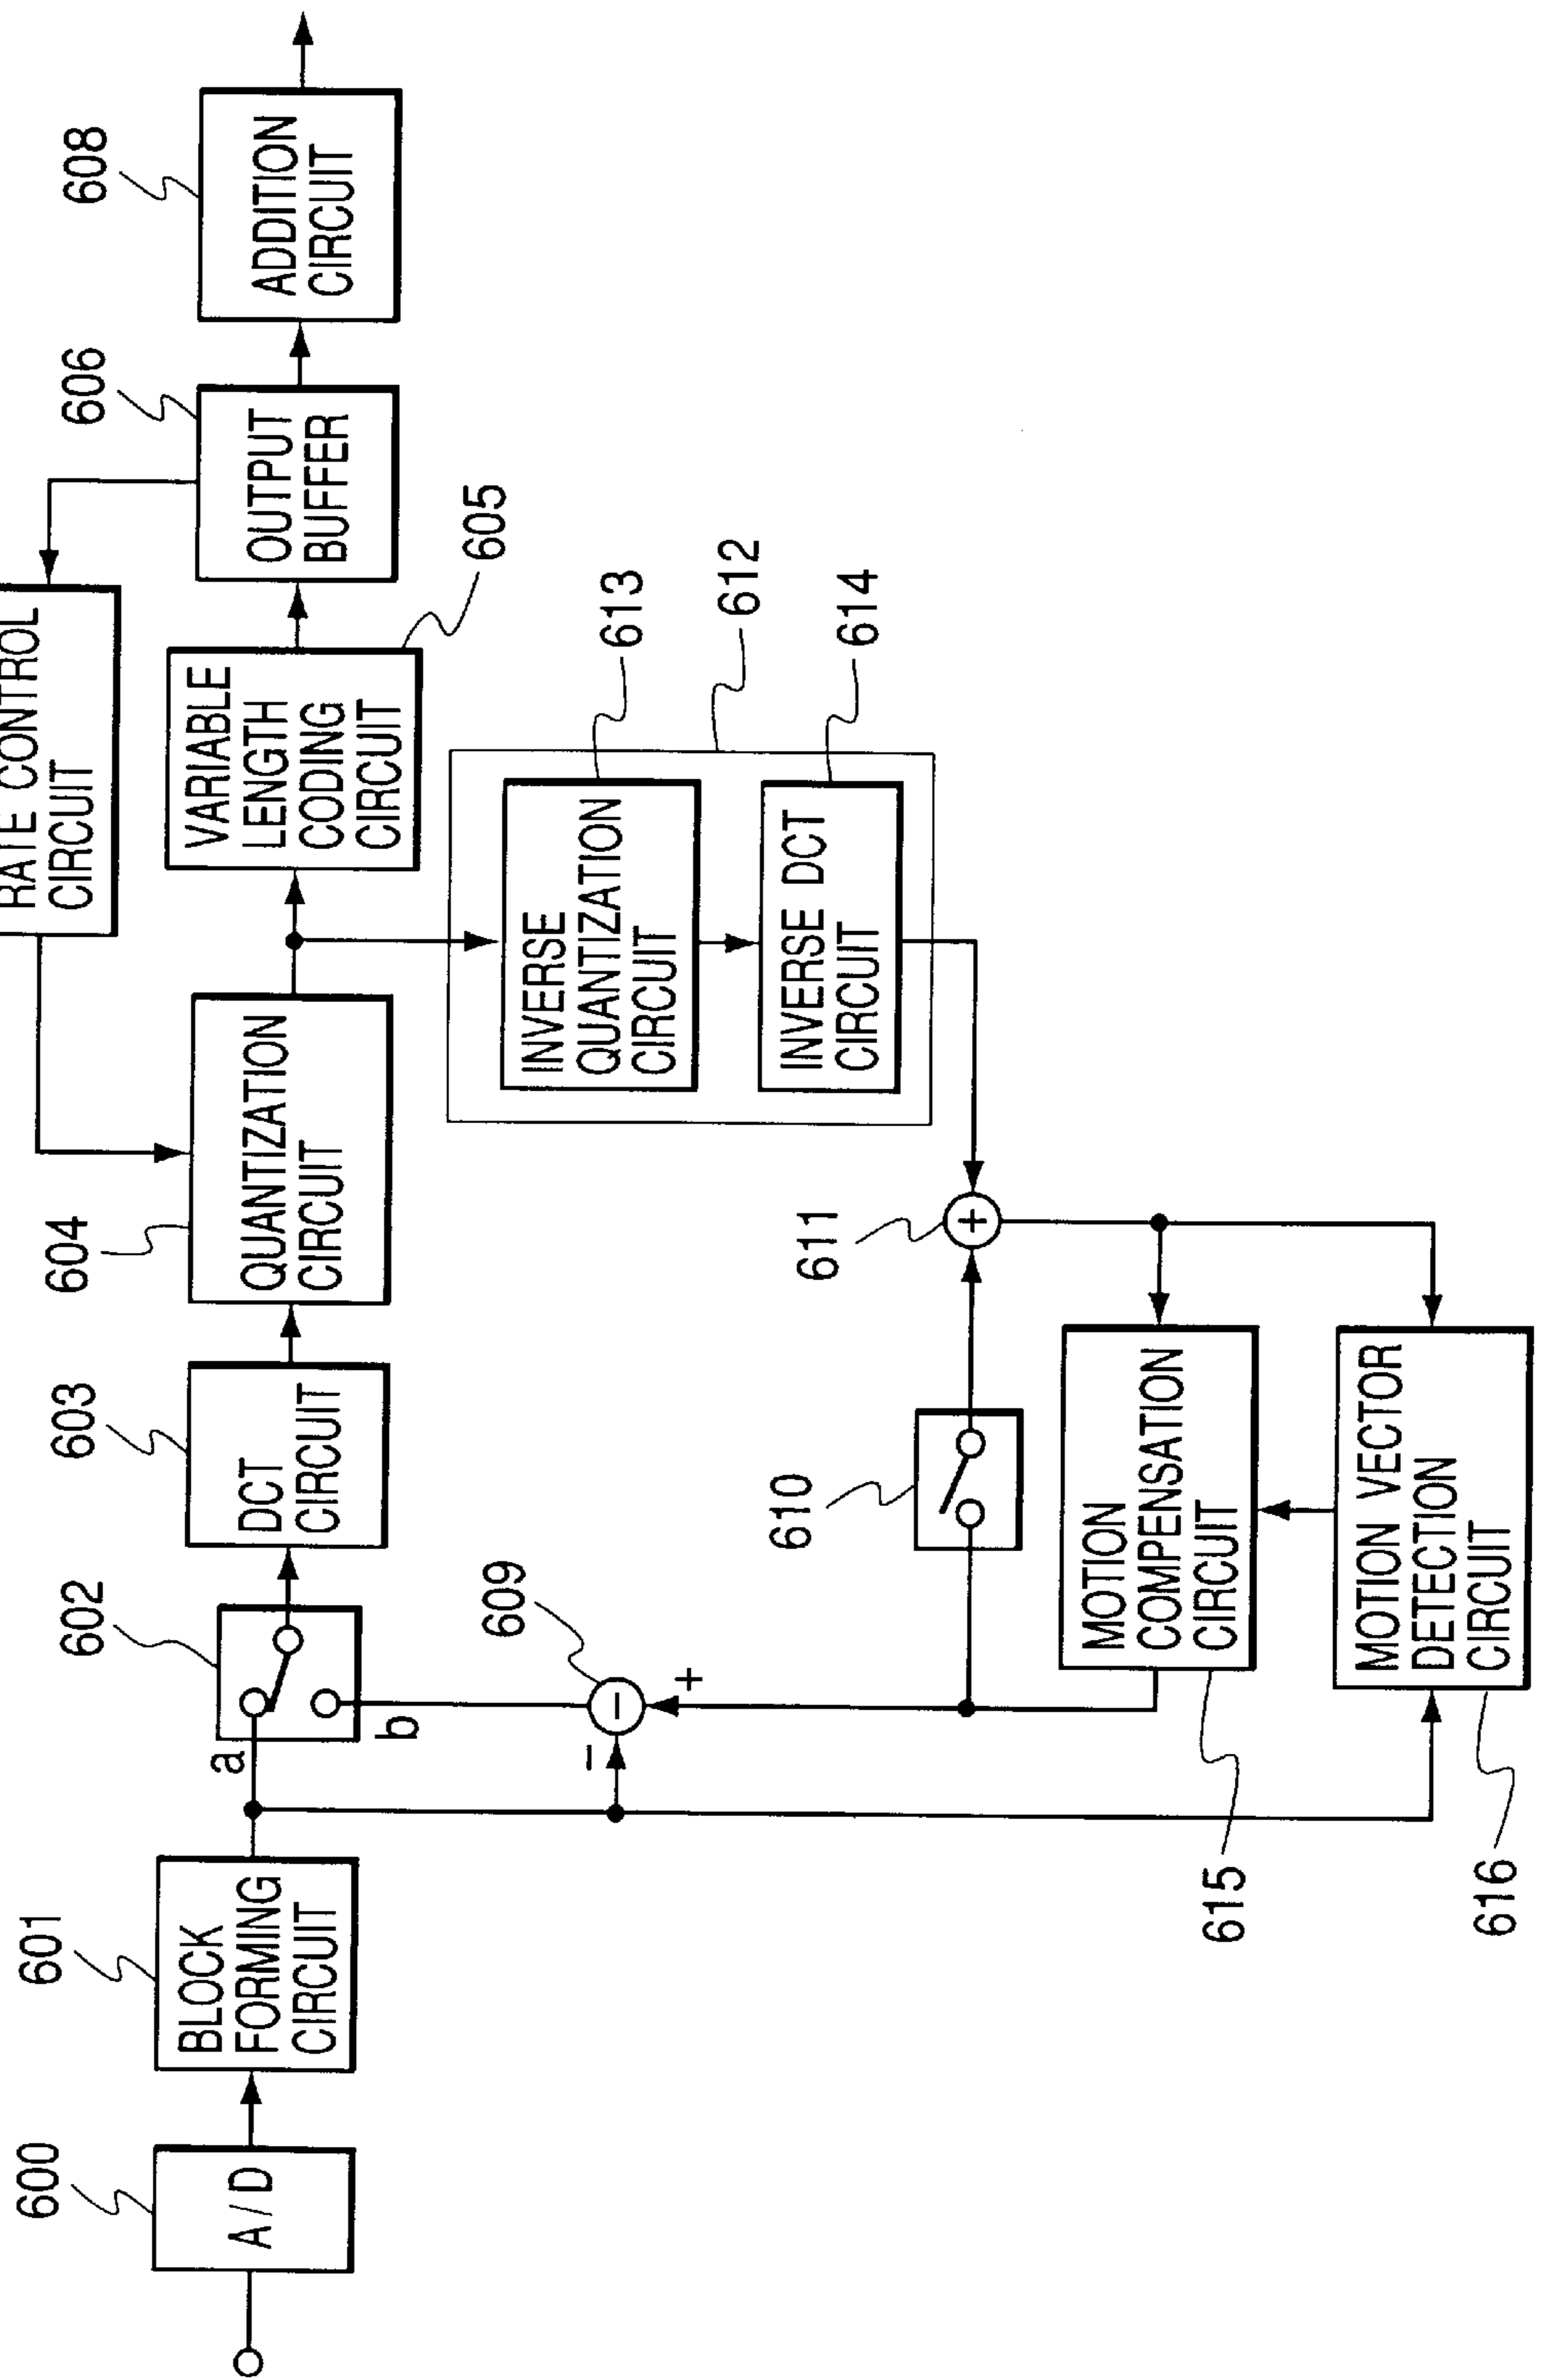 600
A/D
601
BLOCK
FORMING
CIRCUIT
a
b
602
603
DCT
CIRCUIT
604
QUANTIZATION
CIRCUIT
RATE CONTROL
CIRCUIT
VARIABLE
LENGTH
CODING
CIRCUIT
605
606
OUTPUT
BUFFER
608
ADDITION
CIRCUIT
609
−
−
+
610
611
+
612
613
INVERSE
QUANTIZATION
CIRCUIT
614
INVERSE DCT
CIRCUIT
MOTION
COMPENSATION
CIRCUIT
615
MOTION VECTOR
DETECTION
CIRCUIT
616